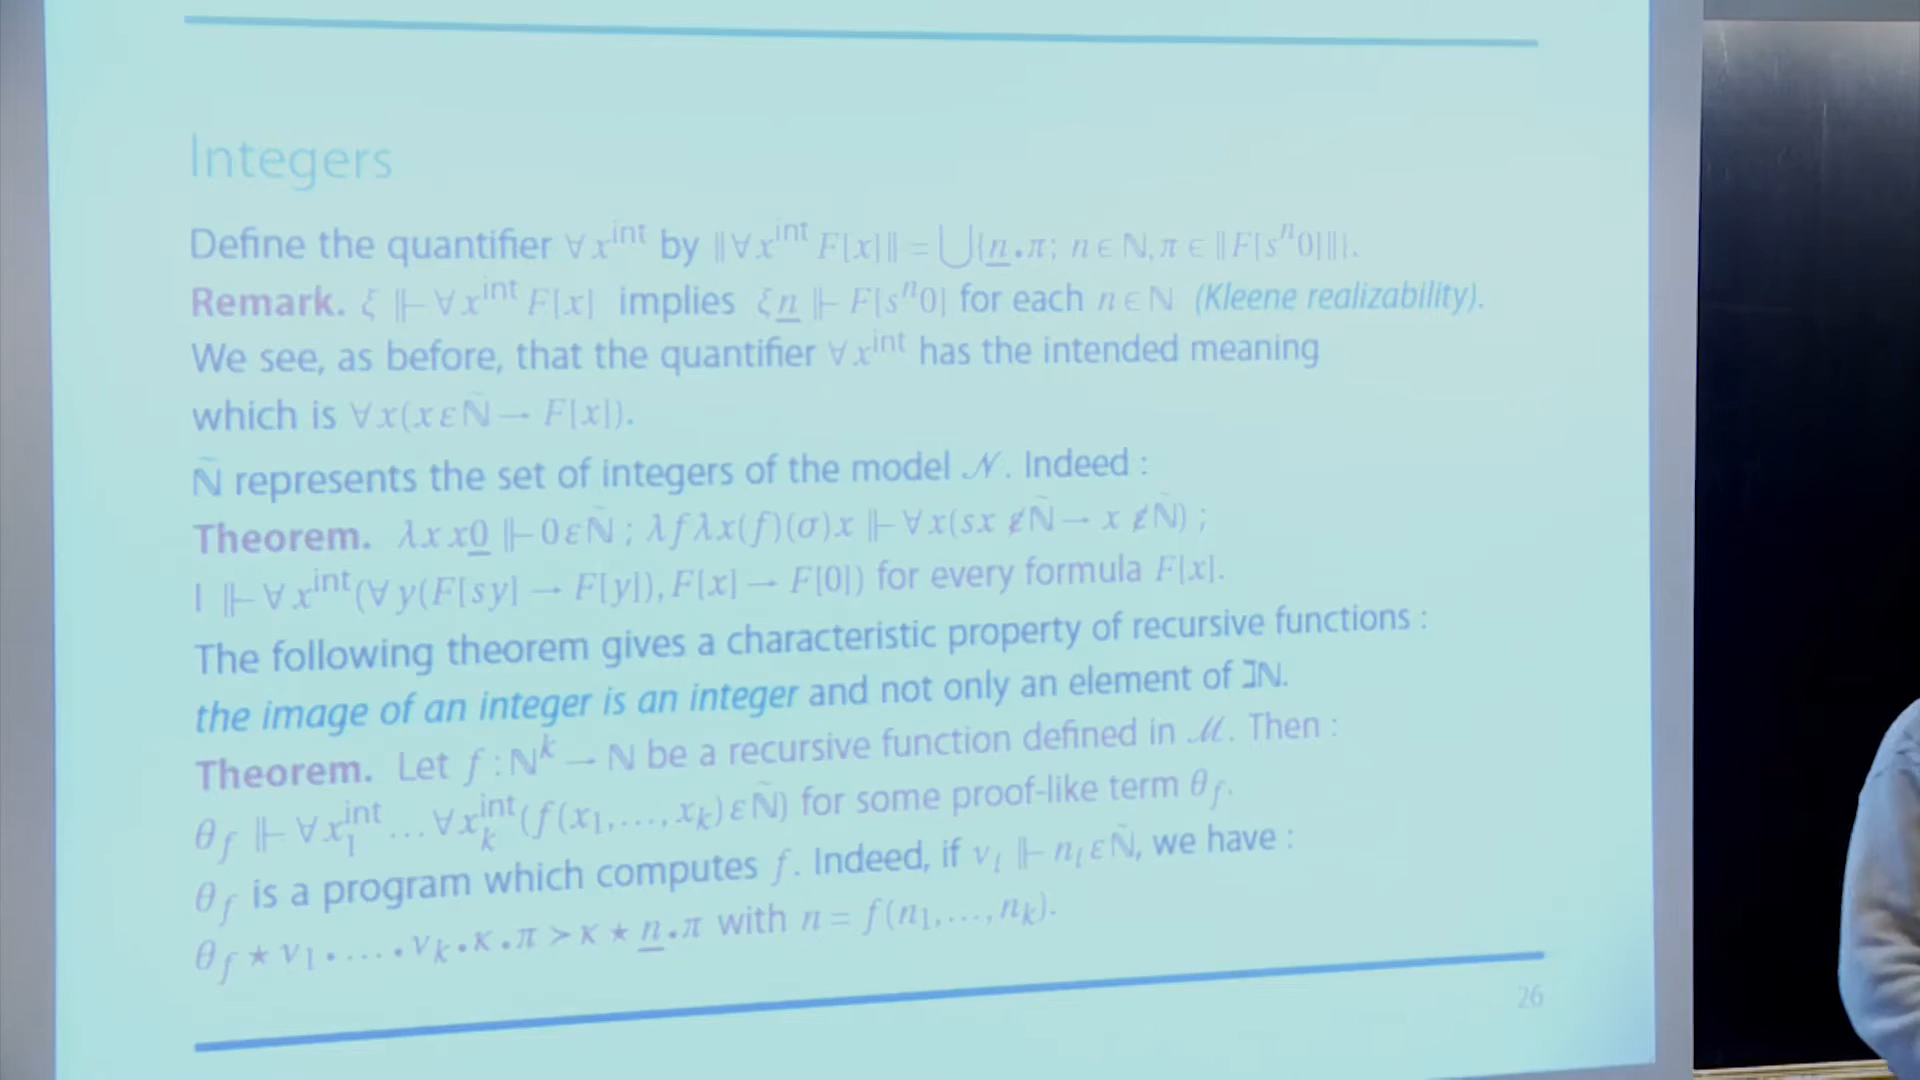 Integers
Define the quantifier ∀x^int by ‖∀x^int F[x]‖ = ⋃{n̲.π; n ∈ ℕ, π ∈ ‖F[sⁿ0]‖}.
Remark. ξ ⊩ ∀x^int F[x] implies ξn̲ ⊩ F[sⁿ0] for each n ∈ ℕ (Kleene realizability).
We see, as before, that the quantifier ∀x^int has the intended meaning
which is ∀x(x ε ℕ̃ → F[x]).
ℕ̃ represents the set of integers of the model 𝒩. Indeed :
Theorem. λx x0̲ ⊩ 0 ε ℕ̃ ; λfλx(f)(σ)x ⊩ ∀x(sx ε̸ ℕ̃ → x ε̸ ℕ̃) ;
I ⊩ ∀x^int(∀y(F[sy] → F[y]), F[x] → F[0]) for every formula F[x].
The following theorem gives a characteristic property of recursive functions :
the image of an integer is an integer and not only an element of ℷℕ.
Theorem. Let f : ℕ^k → ℕ be a recursive function defined in ℳ. Then :
θ_f ⊩ ∀x_1^int … ∀x_k^int (f(x_1,…,x_k) ε ℕ̃) for some proof-like term θ_f.
θ_f is a program which computes f. Indeed, if ν_i ⊩ n_i ε ℕ̃, we have :
θ_f ⋆ ν_1 . … . ν_k . κ . π ≻ κ ⋆ n̲ . π with n = f(n_1,…,n_k).
26